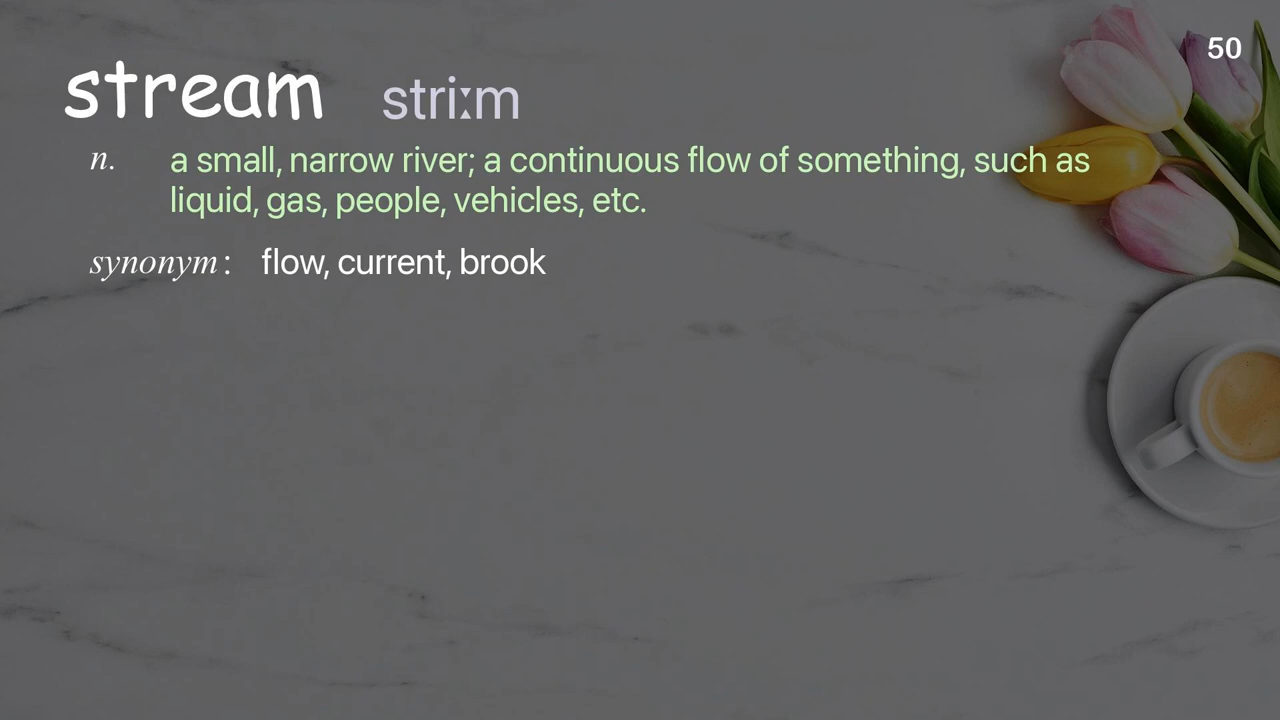 50
stream striːm
n. a small, narrow river; a continuous flow of something, such as
liquid, gas, people, vehicles, etc.
synonym : flow, current, brook